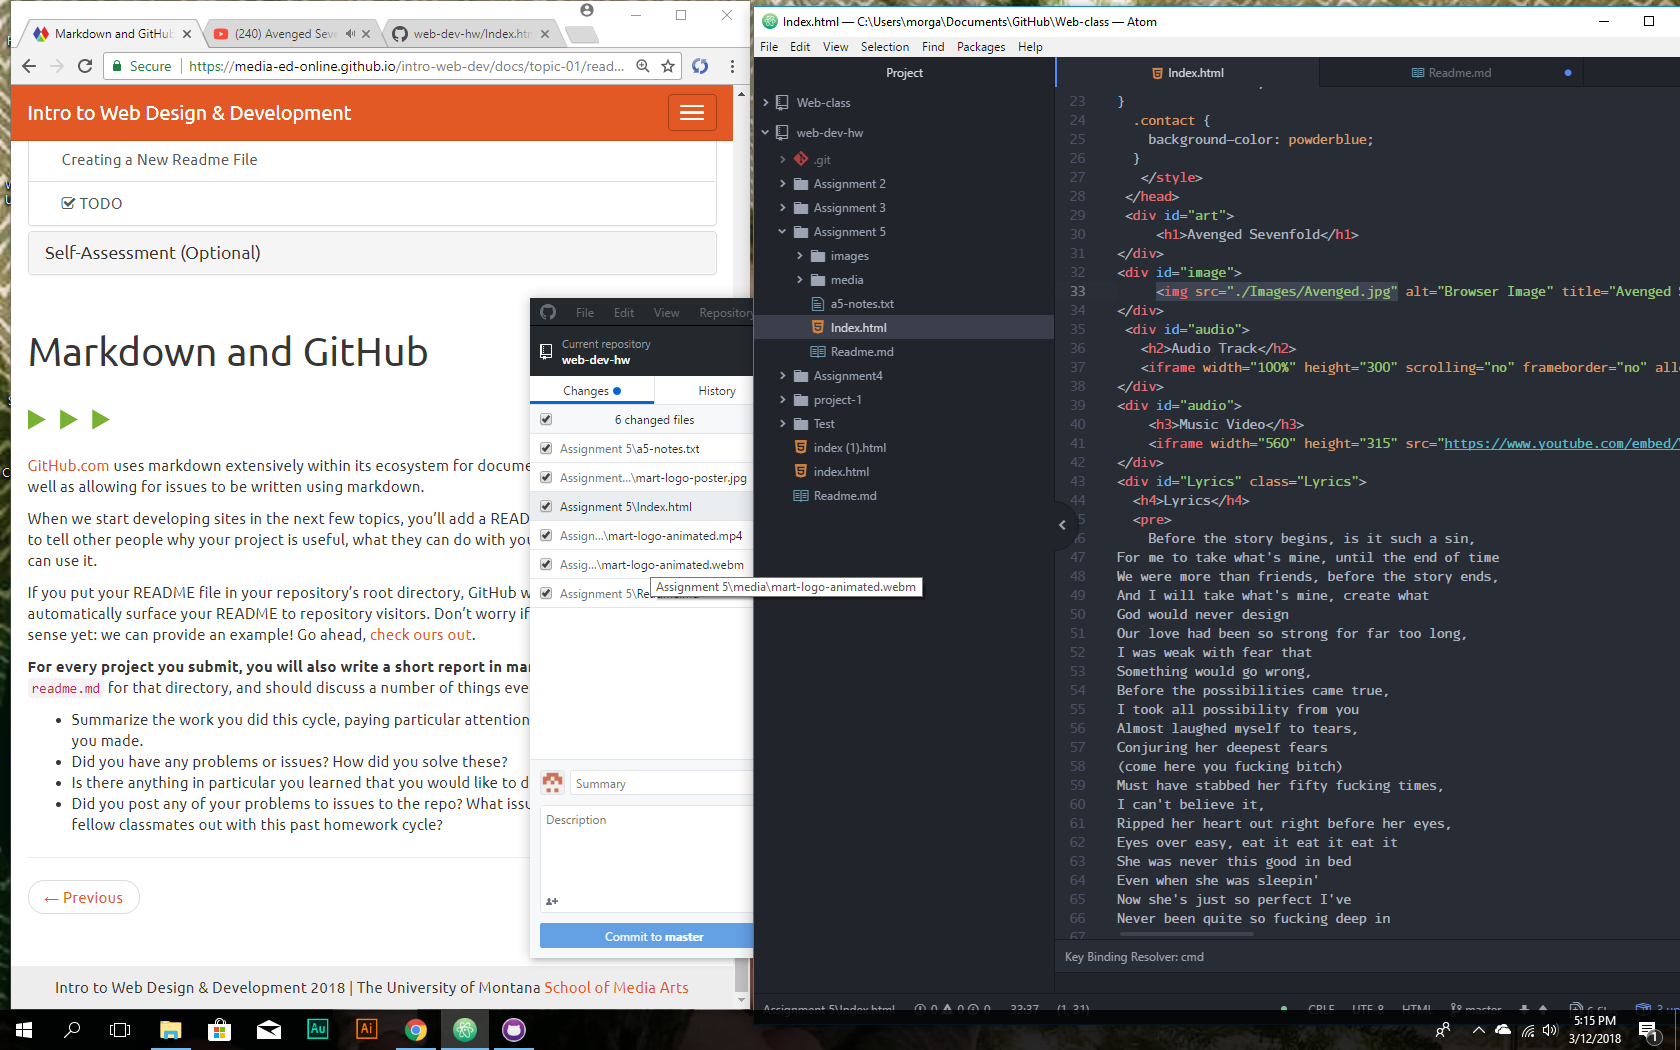 Markdown and GitHub
(240) Avenged Seve
web-dev-hw/Index.htm
Secure
https://media-ed-online.github.io/intro-web-dev/docs/topic-01/read...
Intro to Web Design & Development
Creating a New Readme File
TODO
Self-Assessment (Optional)
Markdown and GitHub
GitHub.com uses markdown extensively within its ecosystem for docume
well as allowing for issues to be written using markdown.
When we start developing sites in the next few topics, you'll add a READ
to tell other people why your project is useful, what they can do with you
can use it.
If you put your README file in your repository's root directory, GitHub w
automatically surface your README to repository visitors. Don't worry if
sense yet: we can provide an example! Go ahead, check ours out.
For every project you submit, you will also write a short report in mar
readme.md for that directory, and should discuss a number of things eve
• Summarize the work you did this cycle, paying particular attention
you made.
• Did you have any problems or issues? How did you solve these?
• Is there anything in particular you learned that you would like to d
• Did you post any of your problems to issues to the repo? What issu
fellow classmates out with this past homework cycle?
← Previous
Intro to Web Design & Development 2018 | The University of Montana School of Media Arts
File Edit View Repository
Current repository
web-dev-hw
Changes
History
6 changed files
Assignment 5\a5-notes.txt
Assignment...\mart-logo-poster.jpg
Assignment 5\Index.html
Assign...\mart-logo-animated.mp4
Assig...\mart-logo-animated.webm
Assignment 5\media\mart-logo-animated.webm
Assignment 5\Re
Summary
Description
Commit to master
Index.html — C:\Users\morga\Documents\GitHub\Web-class — Atom
File Edit View Selection Find Packages Help
Project
Web-class
web-dev-hw
.git
Assignment 2
Assignment 3
Assignment 5
images
media
a5-notes.txt
Index.html
Readme.md
Assignment4
project-1
Test
index (1).html
index.html
Readme.md
Index.html
Readme.md
23 }
24 .contact {
25 background-color: powderblue;
26 }
27 </style>
28 </head>
29 <div id="art">
30 <h1>Avenged Sevenfold</h1>
31 </div>
32 <div id="image">
33 <img src="./Images/Avenged.jpg" alt="Browser Image" title="Avenged S
34 </div>
35 <div id="audio">
36 <h2>Audio Track</h2>
37 <iframe width="100%" height="300" scrolling="no" frameborder="no" allo
38 </div>
39 <div id="audio">
40 <h3>Music Video</h3>
41 <iframe width="560" height="315" src="https://www.youtube.com/embed/
42 </div>
43 <div id="Lyrics" class="Lyrics">
44 <h4>Lyrics</h4>
5 <pre>
6 Before the story begins, is it such a sin,
47 For me to take what's mine, until the end of time
48 We were more than friends, before the story ends,
49 And I will take what's mine, create what
50 God would never design
51 Our love had been so strong for far too long,
52 I was weak with fear that
53 Something would go wrong,
54 Before the possibilities came true,
55 I took all possibility from you
56 Almost laughed myself to tears,
57 Conjuring her deepest fears
58 (come here you fucking bitch)
59 Must have stabbed her fifty fucking times,
60 I can't believe it,
61 Ripped her heart out right before her eyes,
62 Eyes over easy, eat it eat it eat it
63 She was never this good in bed
64 Even when she was sleepin'
65 Now she's just so perfect I've
66 Never been quite so fucking deep in
67
Key Binding Resolver: cmd
Assignment 5\Index.html 0 0 0 33:37 (1, 31) CRLF UTF-8 HTML master
Au
Ai
5:15 PM
3/12/2018
1